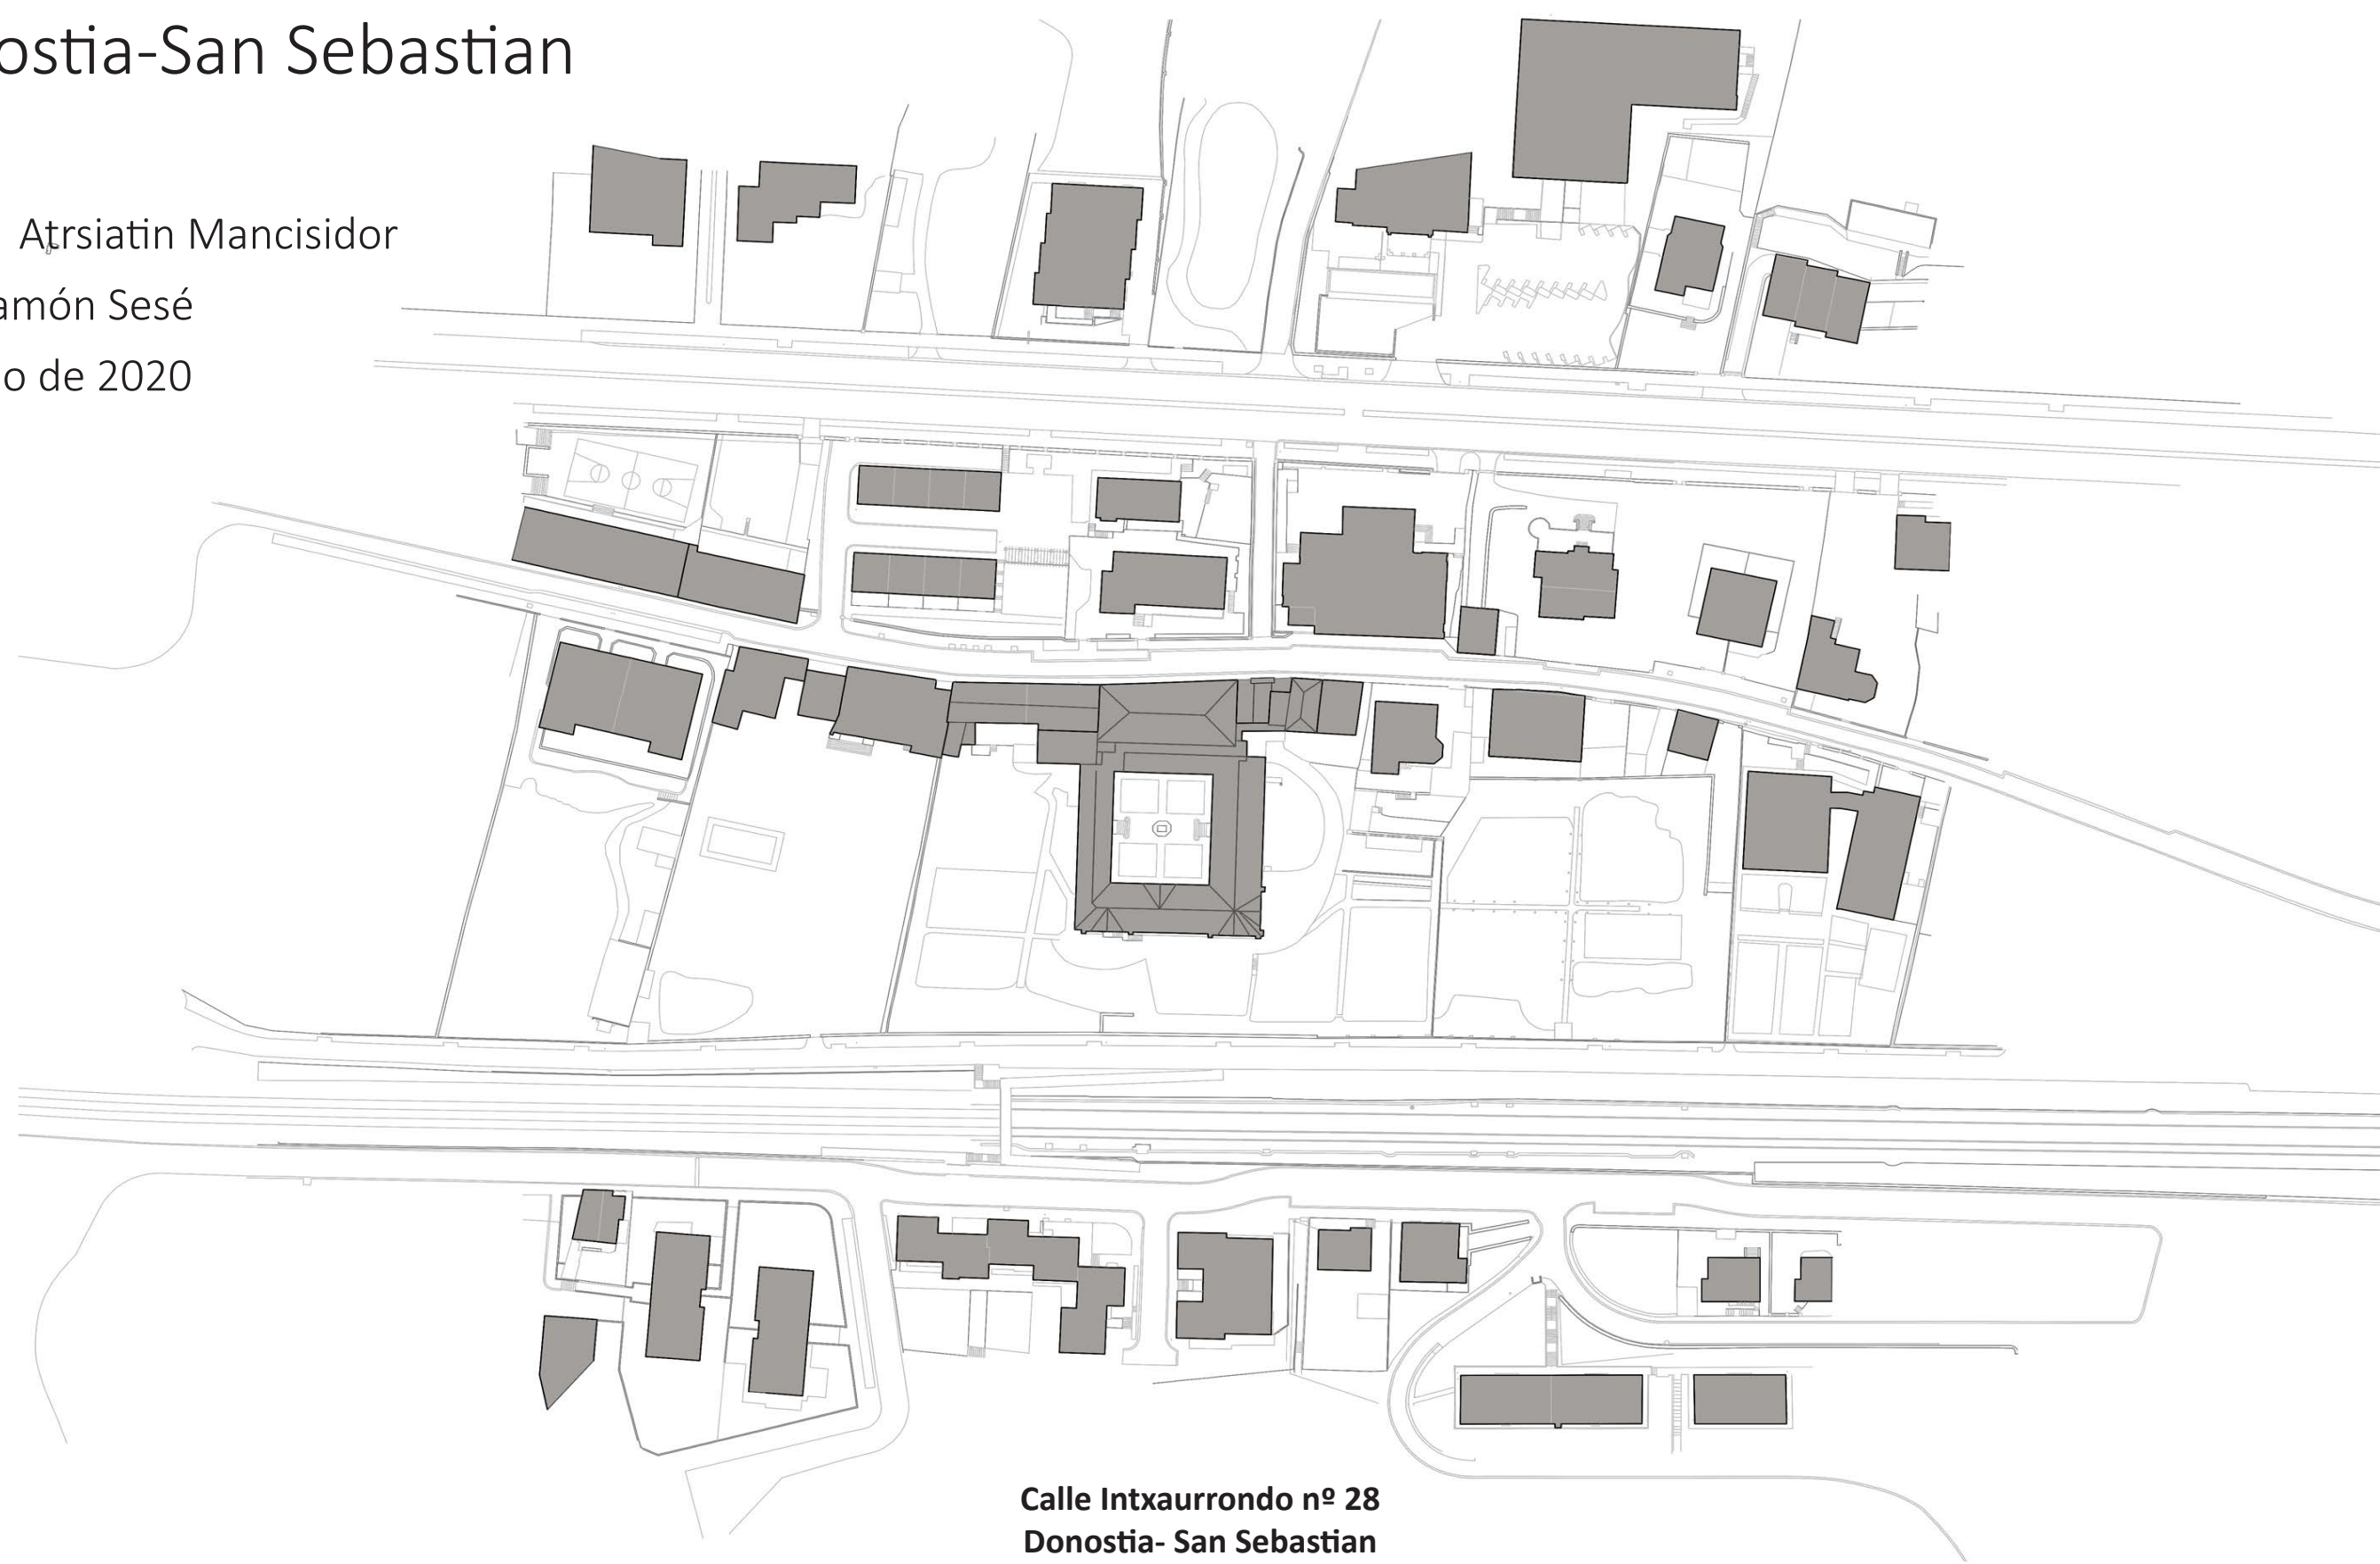 ostia-San Sebastian
Atrsiatin Mancisidor
amón Sesé
o de 2020
Calle Intxaurrondo nº 28
Donostia- San Sebastian